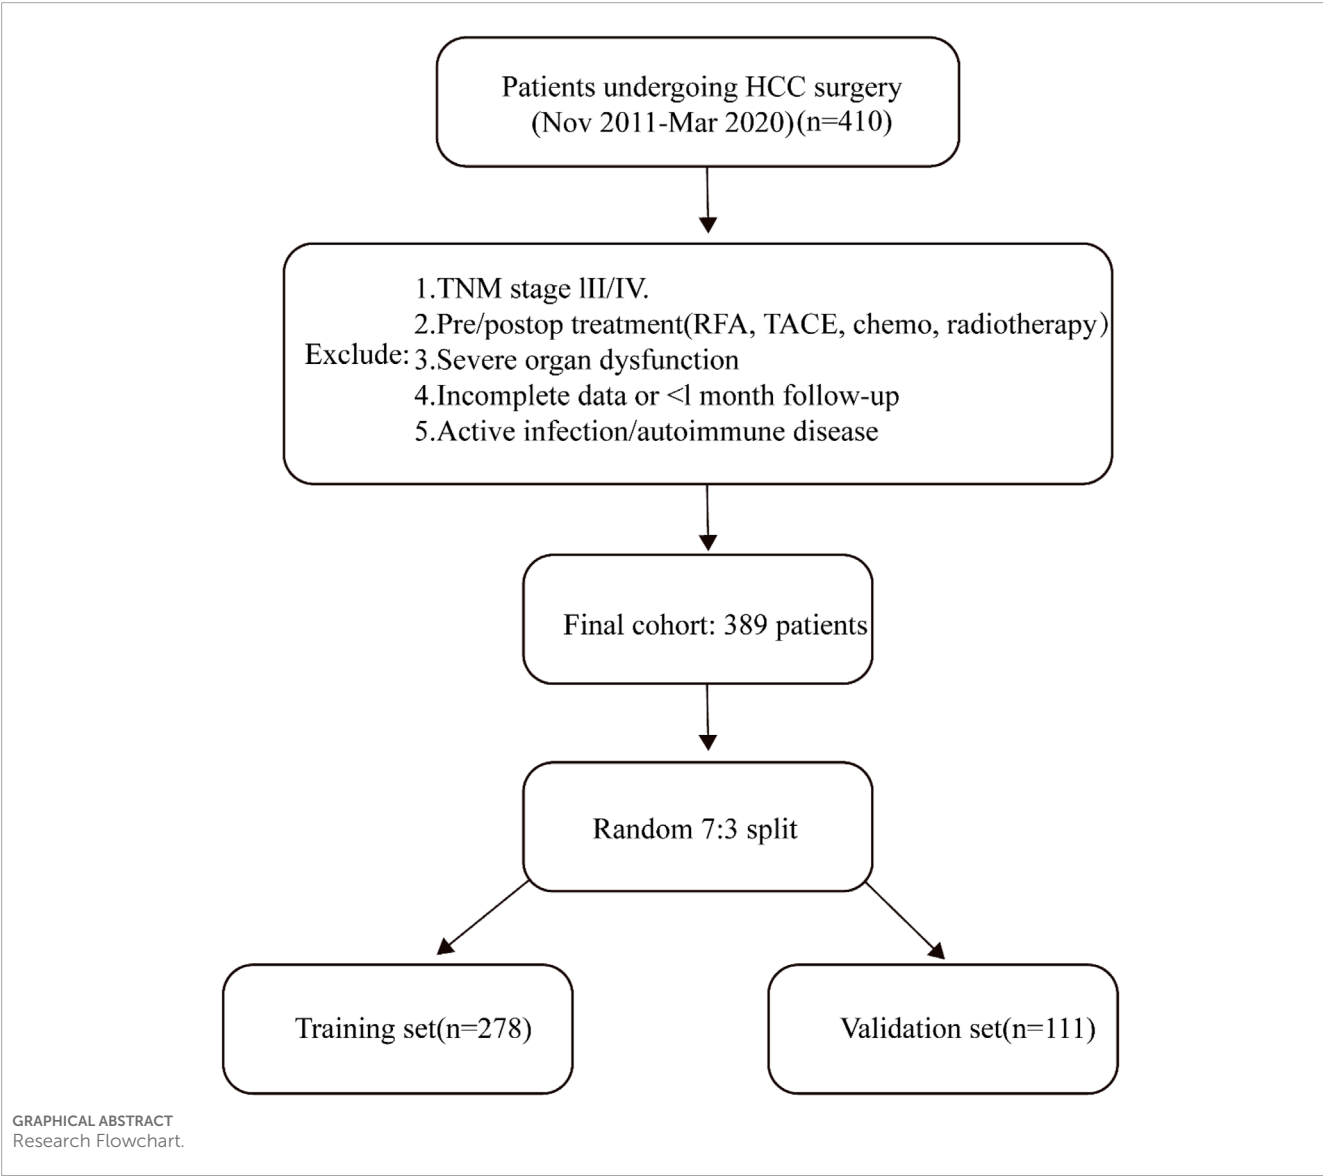 Patients undergoing HCC surgery
(Nov 2011-Mar 2020)(n=410)
Exclude:
1.TNM stage lII/IV.
2.Pre/postop treatment(RFA, TACE, chemo, radiotherapy)
3.Severe organ dysfunction
4.Incomplete data or <l month follow-up
5.Active infection/autoimmune disease
Final cohort: 389 patients
Random 7:3 split
Training set(n=278)
Validation set(n=111)
GRAPHICAL ABSTRACT
Research Flowchart.